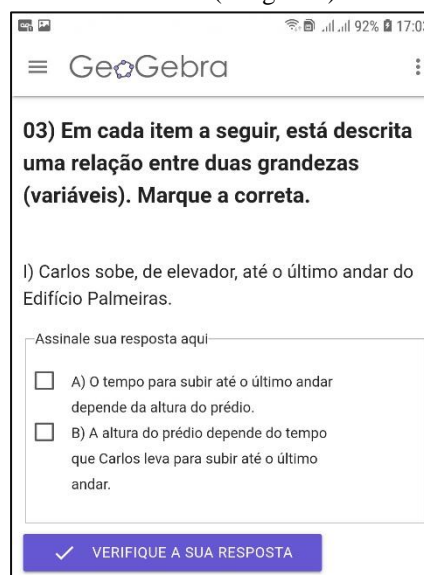 92% 17:03
GeoGebra
03) Em cada item a seguir, está descrita
uma relação entre duas grandezas
(variáveis). Marque a correta.
I) Carlos sobe, de elevador, até o último andar do
Edifício Palmeiras.
Assinale sua resposta aqui
A) O tempo para subir até o último andar
depende da altura do prédio.
B) A altura do prédio depende do tempo
que Carlos leva para subir até o último
andar.
VERIFIQUE A SUA RESPOSTA